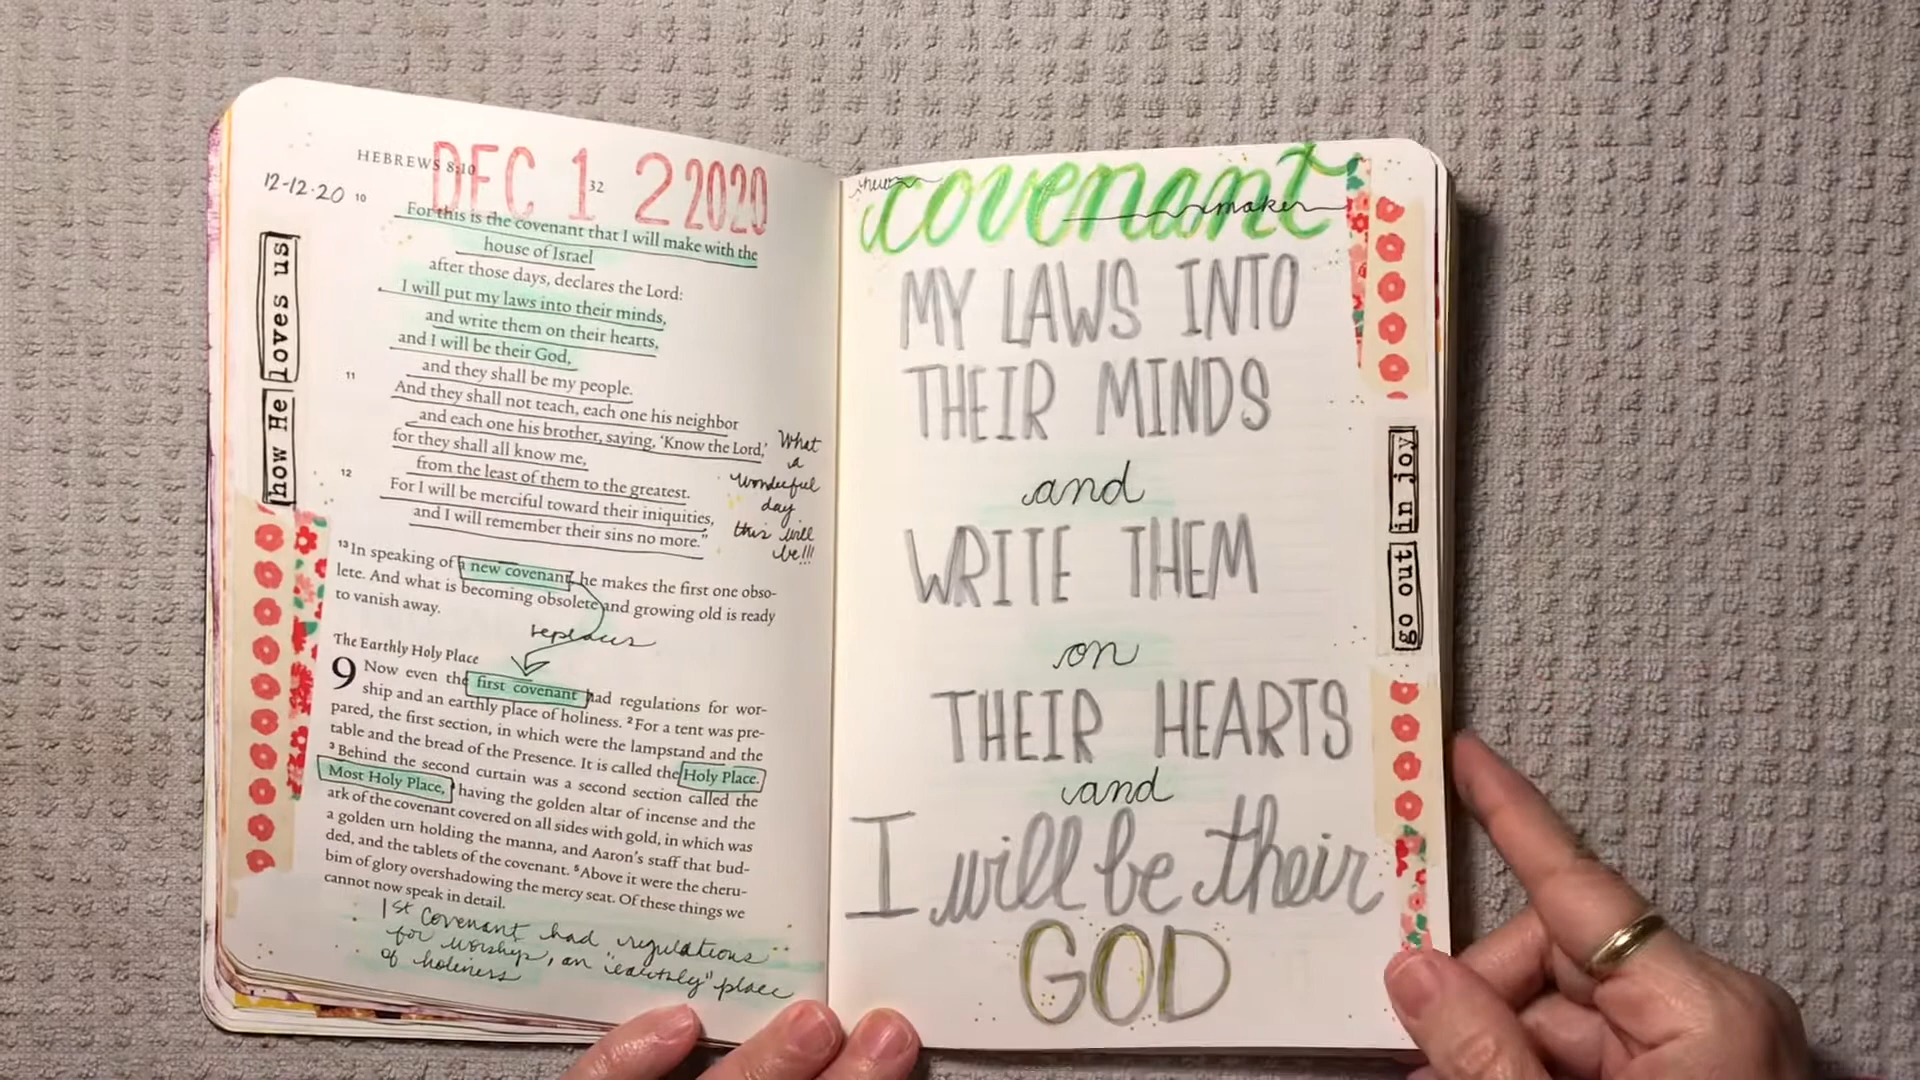 HEBREWS 8:10
32
DEC 12 2020
12-12-20
10 For this is the covenant that I will make with the
house of Israel
after those days, declares the Lord:
I will put my laws into their minds,
and write them on their hearts,
and I will be their God,
and they shall be my people.
11 And they shall not teach, each one his neighbor
and each one his brother, saying, ‘Know the Lord,’
for they shall all know me,
from the least of them to the greatest.
12 For I will be merciful toward their iniquities,
and I will remember their sins no more.”
What
a
wonderful
day
this will
be!!!
13 In speaking of a new covenant, he makes the first one obso-
lete. And what is becoming obsolete and growing old is ready
to vanish away.
replaces
The Earthly Holy Place
9 Now even the first covenant had regulations for wor-
ship and an earthly place of holiness. 2 For a tent was pre-
pared, the first section, in which were the lampstand and the
table and the bread of the Presence. It is called the Holy Place.
3 Behind the second curtain was a second section called the
Most Holy Place, having the golden altar of incense and the
ark of the covenant covered on all sides with gold, in which was
a golden urn holding the manna, and Aaron’s staff that bud-
ded, and the tablets of the covenant. 5 Above it were the cheru-
bim of glory overshadowing the mercy seat. Of these things we
cannot now speak in detail.
1st covenant had regulations
for worship, an "earthly" place
of holiness
how He loves us
covenant
maker
MY LAWS INTO
THEIR MINDS
and
WRITE THEM
on
THEIR HEARTS
and
I will be their
GOD
go out in joy